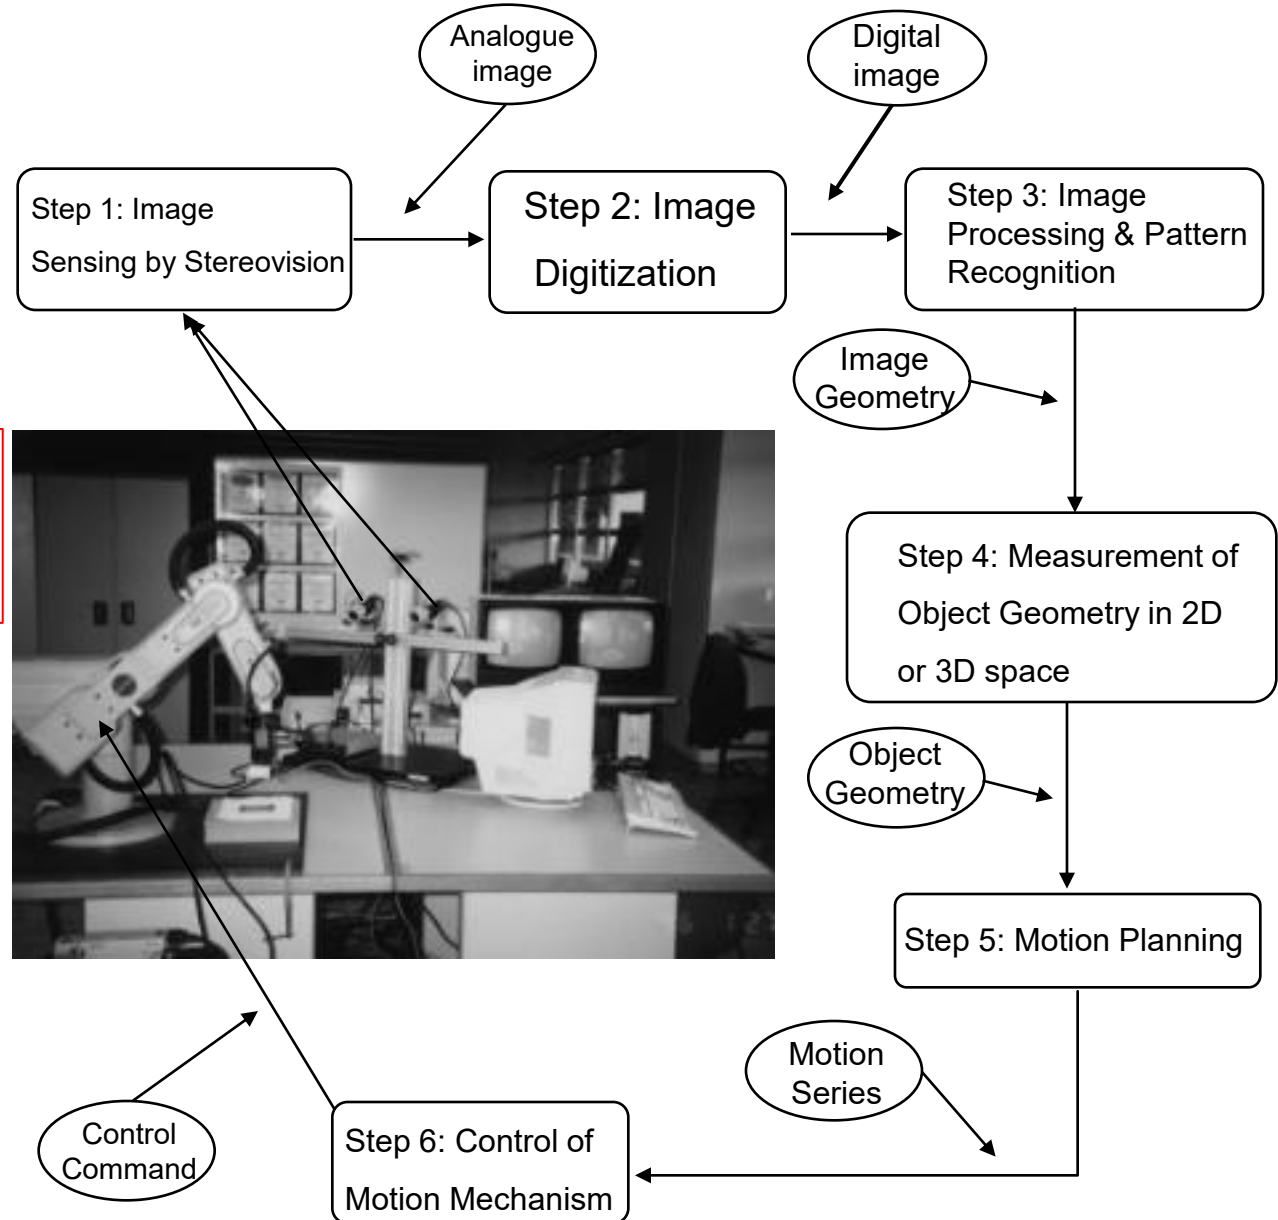 Analogue
image
Digital
image
Step 1: Image
Sensing by Stereovision
Step 2: Image
Digitization
Step 3: Image
Processing & Pattern
Recognition
Image
Geometry
Step 4: Measurement of
Object Geometry in 2D
or 3D space
Object
Geometry
Step 5: Motion Planning
Motion
Series
Control
Command
Step 6: Control of
Motion Mechanism